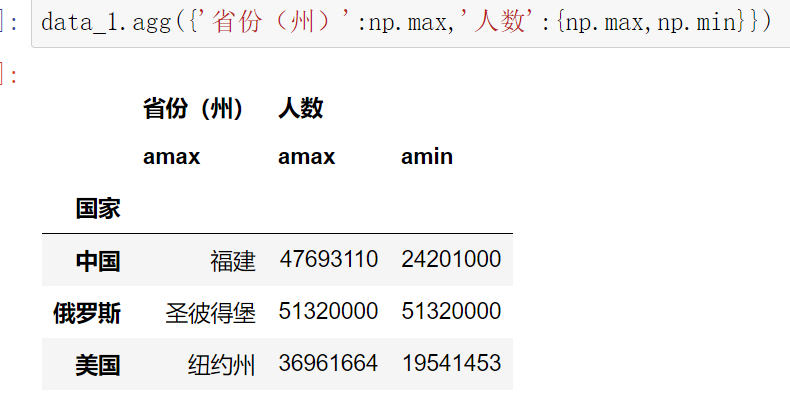 ]: data_1.agg({'省份（州）':np.max,'人数':{np.max,np.min}})
]:
省份（州） 人数
amax amax amin
国家
中国 福建 47693110 24201000
俄罗斯 圣彼得堡 51320000 51320000
美国 纽约州 36961664 19541453